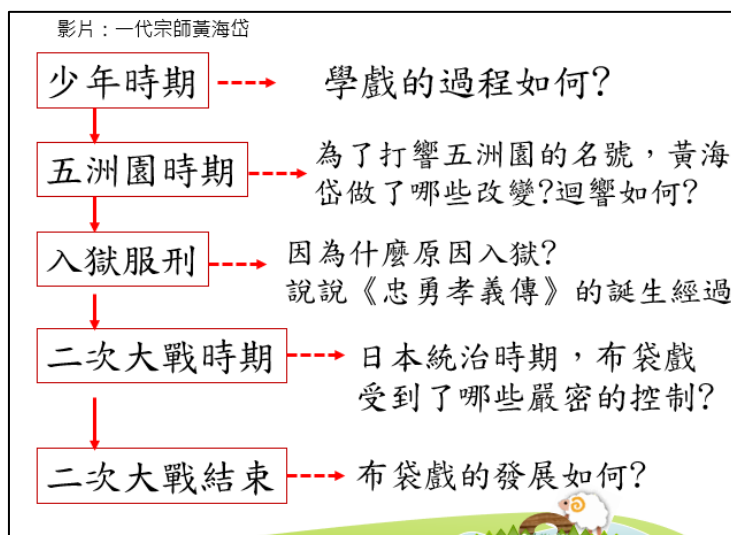 影片：一代宗師黃海岱
少年時期
學戲的過程如何?
五洲園時期
為了打響五洲園的名號，黃海
岱做了哪些改變?迴響如何?
入獄服刑
因為什麼原因入獄?
說說《忠勇孝義傳》的誕生經過
二次大戰時期
日本統治時期，布袋戲
受到了哪些嚴密的控制?
二次大戰結束
布袋戲的發展如何?